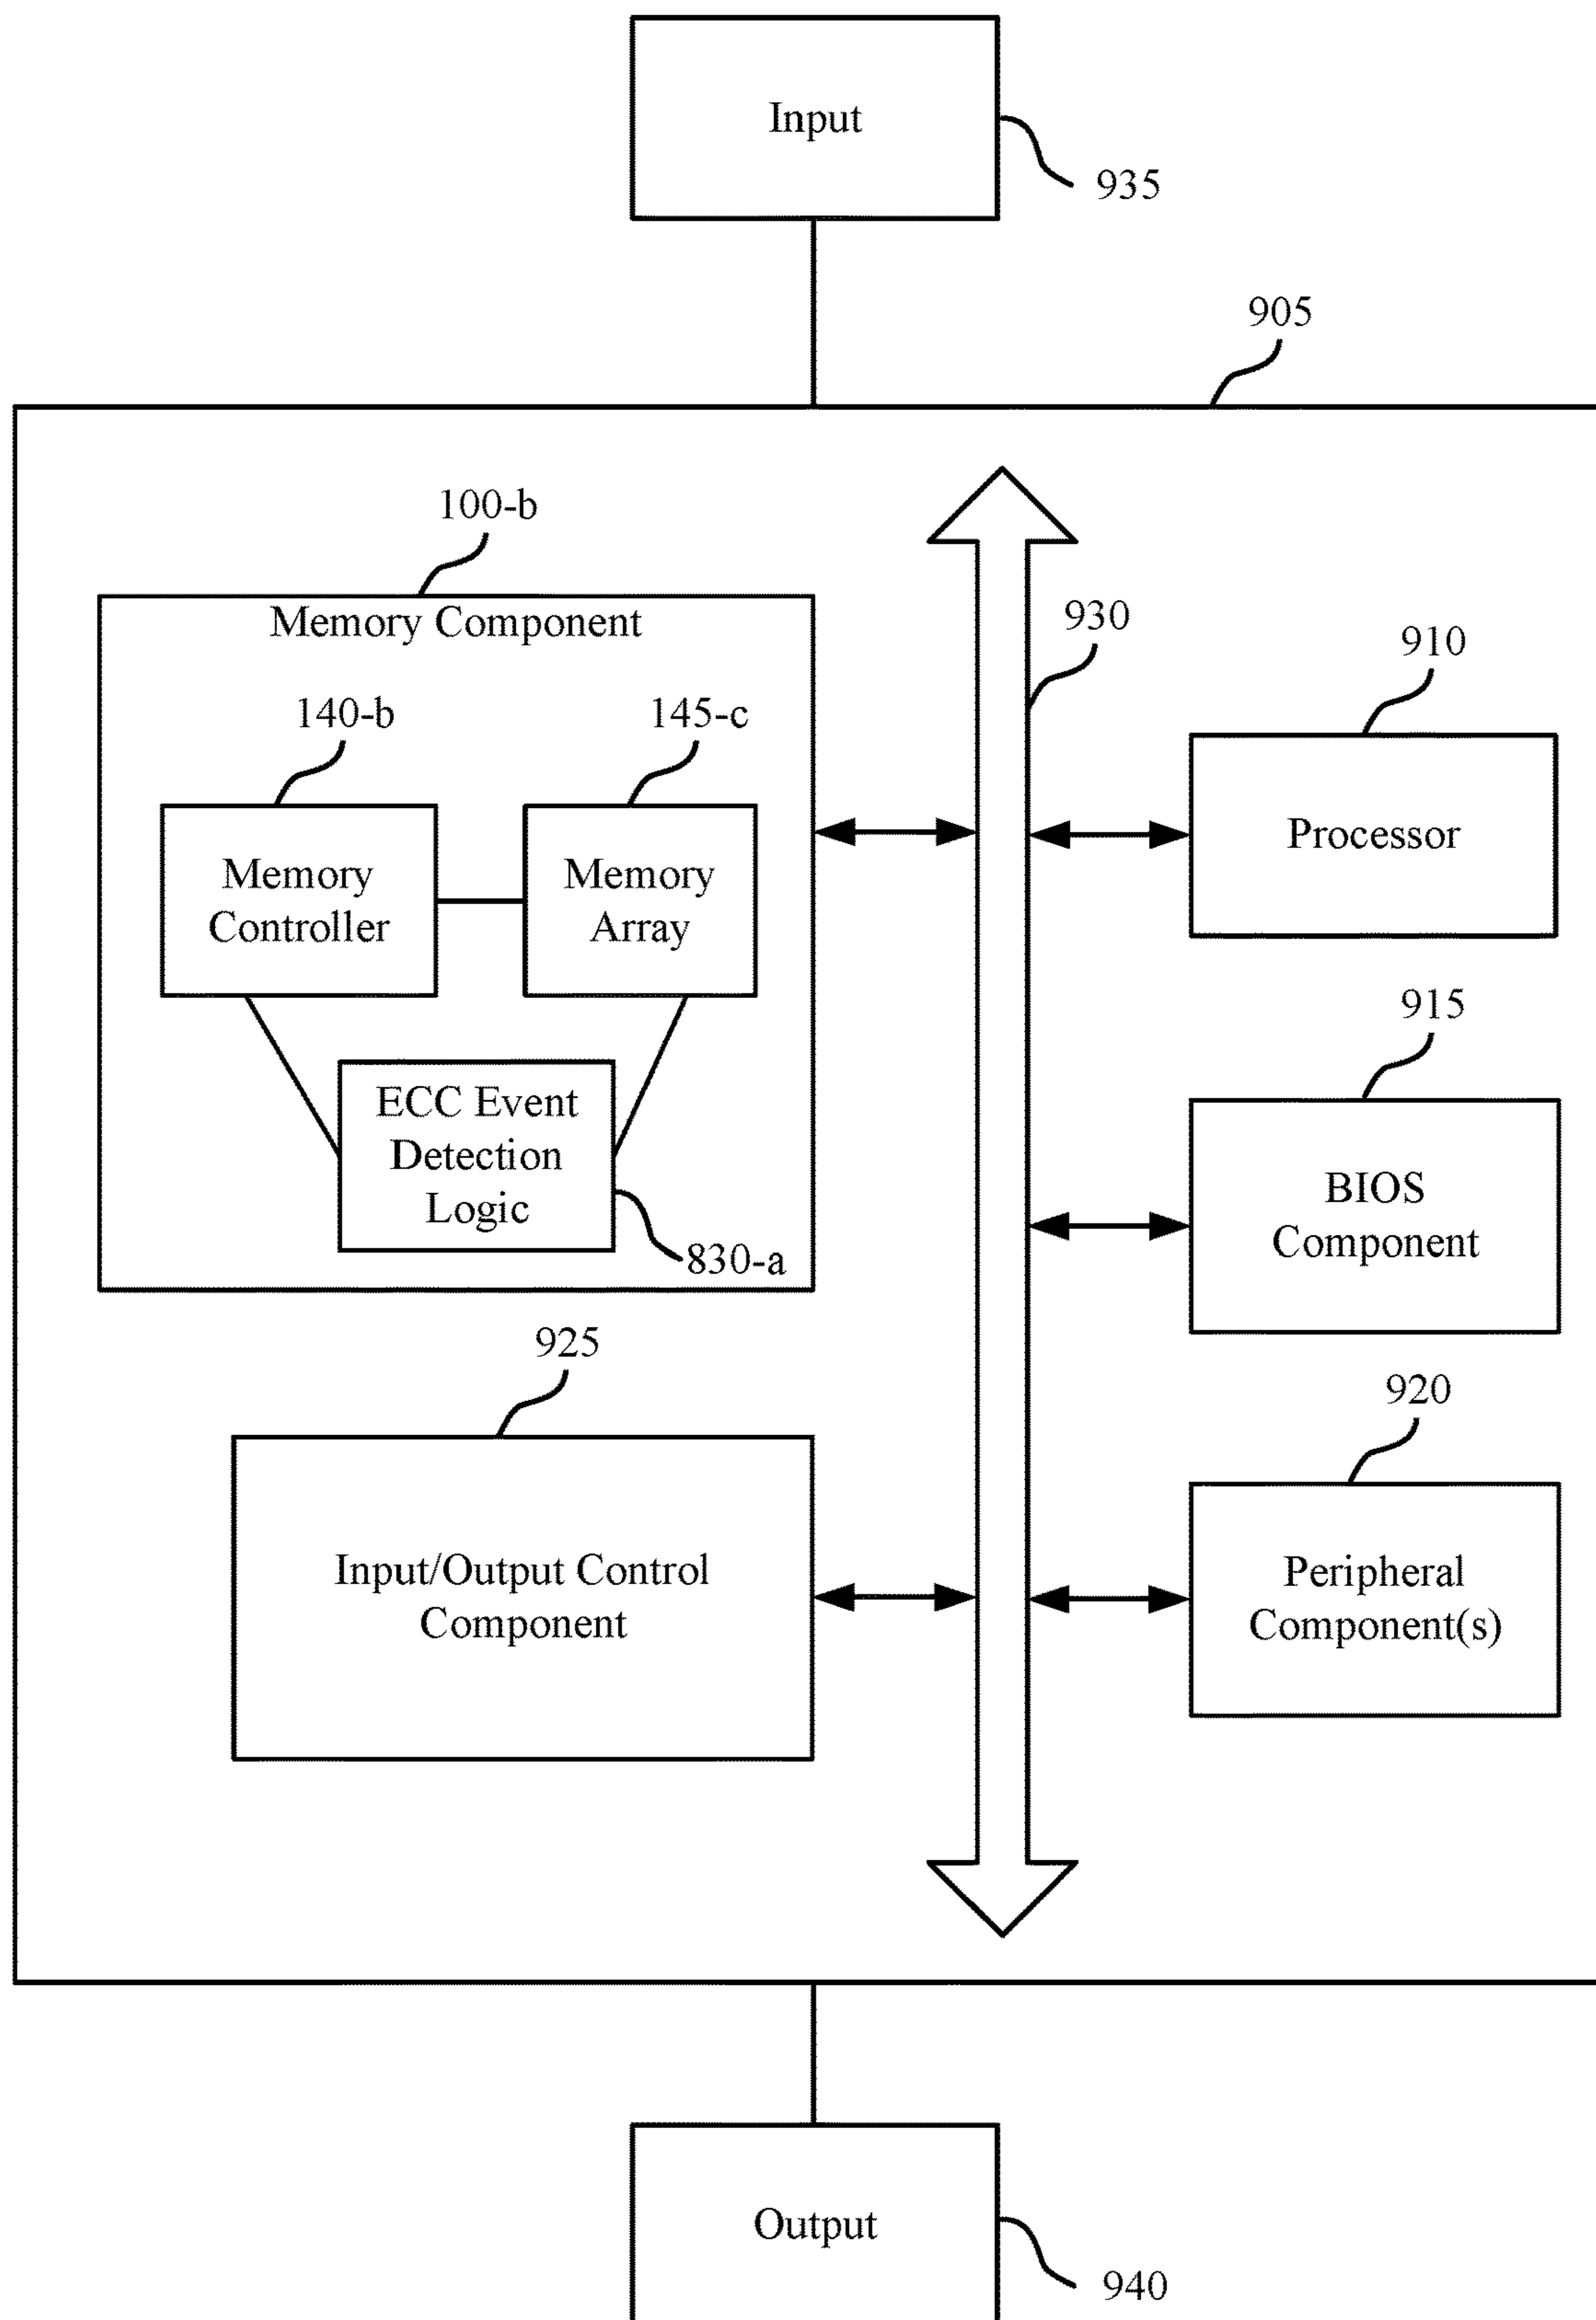 Input
935
905
100-b
Memory Component
930
910
140-b
145-c
Processor
Memory
Controller
Memory
Array
915
ECC Event
Detection
Logic
BIOS
Component
830-a
925
920
Input/Output Control
Component
Peripheral
Component(s)
Output
940